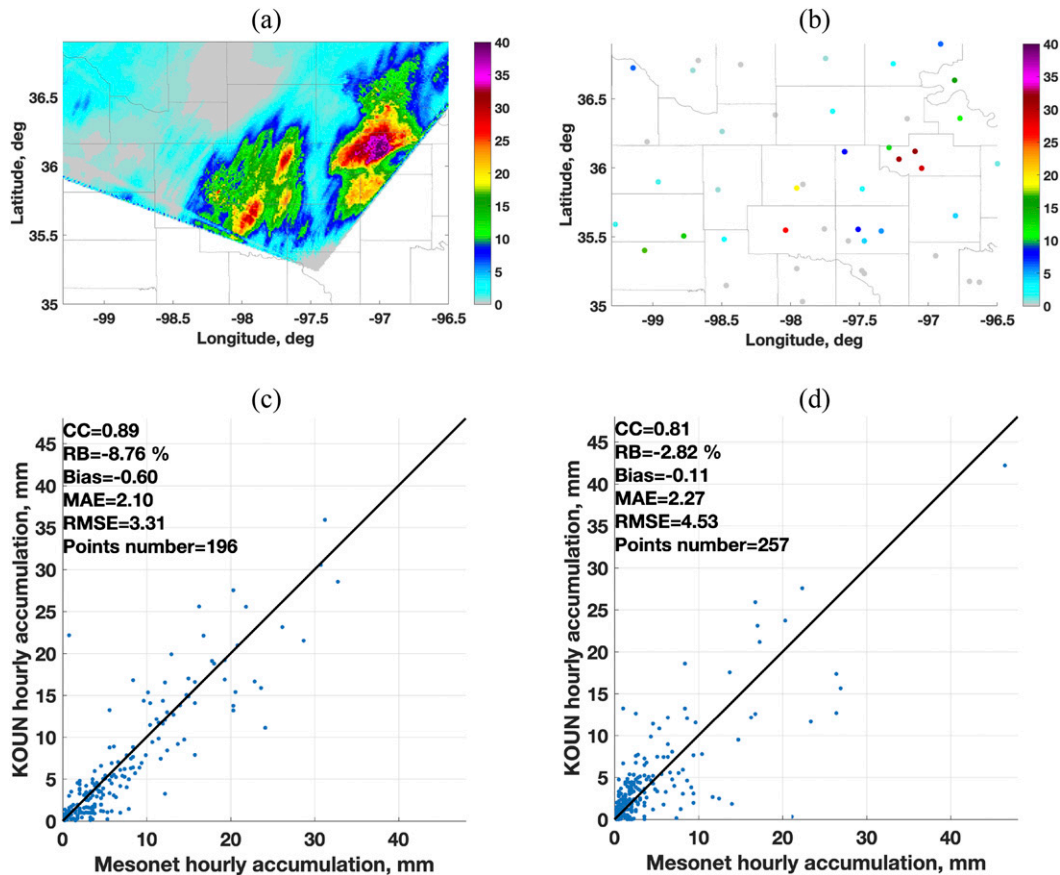 (a)
40
35
30
25
20
15
10
5
0
36.5
36
35.5
35
Latitude, deg
-99
-98.5
-98
-97.5
-97
-96.5
Longitude, deg
(b)
40
35
30
25
20
15
10
5
0
36.5
36
35.5
35
Latitude, deg
-99
-98.5
-98
-97.5
-97
-96.5
Longitude, deg
(c)
CC=0.89
RB=-8.76 %
Bias=-0.60
MAE=2.10
RMSE=3.31
Points number=196
45
40
35
30
25
20
15
10
5
0
KOUN hourly accumulation, mm
0
10
20
30
40
Mesonet hourly accumulation, mm
(d)
CC=0.81
RB=-2.82 %
Bias=-0.11
MAE=2.27
RMSE=4.53
Points number=257
45
40
35
30
25
20
15
10
5
0
KOUN hourly accumulation, mm
0
10
20
30
40
Mesonet hourly accumulation, mm